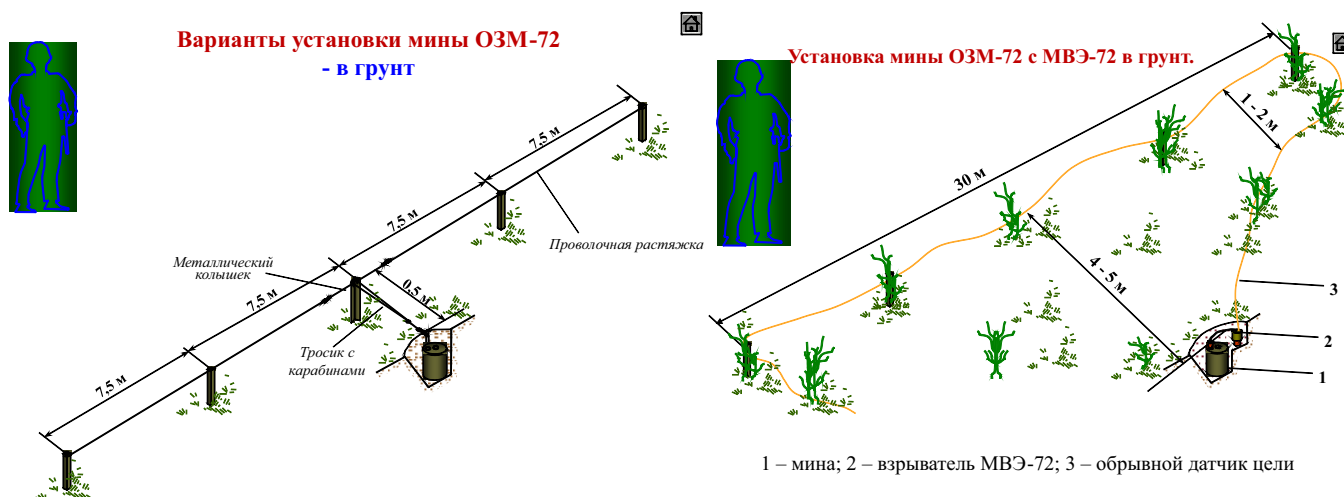 Варианты установки мины ОЗМ-72
- в грунт
7,5 м
7,5 м
Проволочная растяжка
Металлический
колышек
7,5 м
0,5 м
Тросик с
карабинами
7,5 м
Установка мины ОЗМ-72 с МВЭ-72 в грунт.
1 - 2 м
30 м
4 - 5 м
3
2
1
1 – мина; 2 – взрыватель МВЭ-72; 3 – обрывной датчик цели